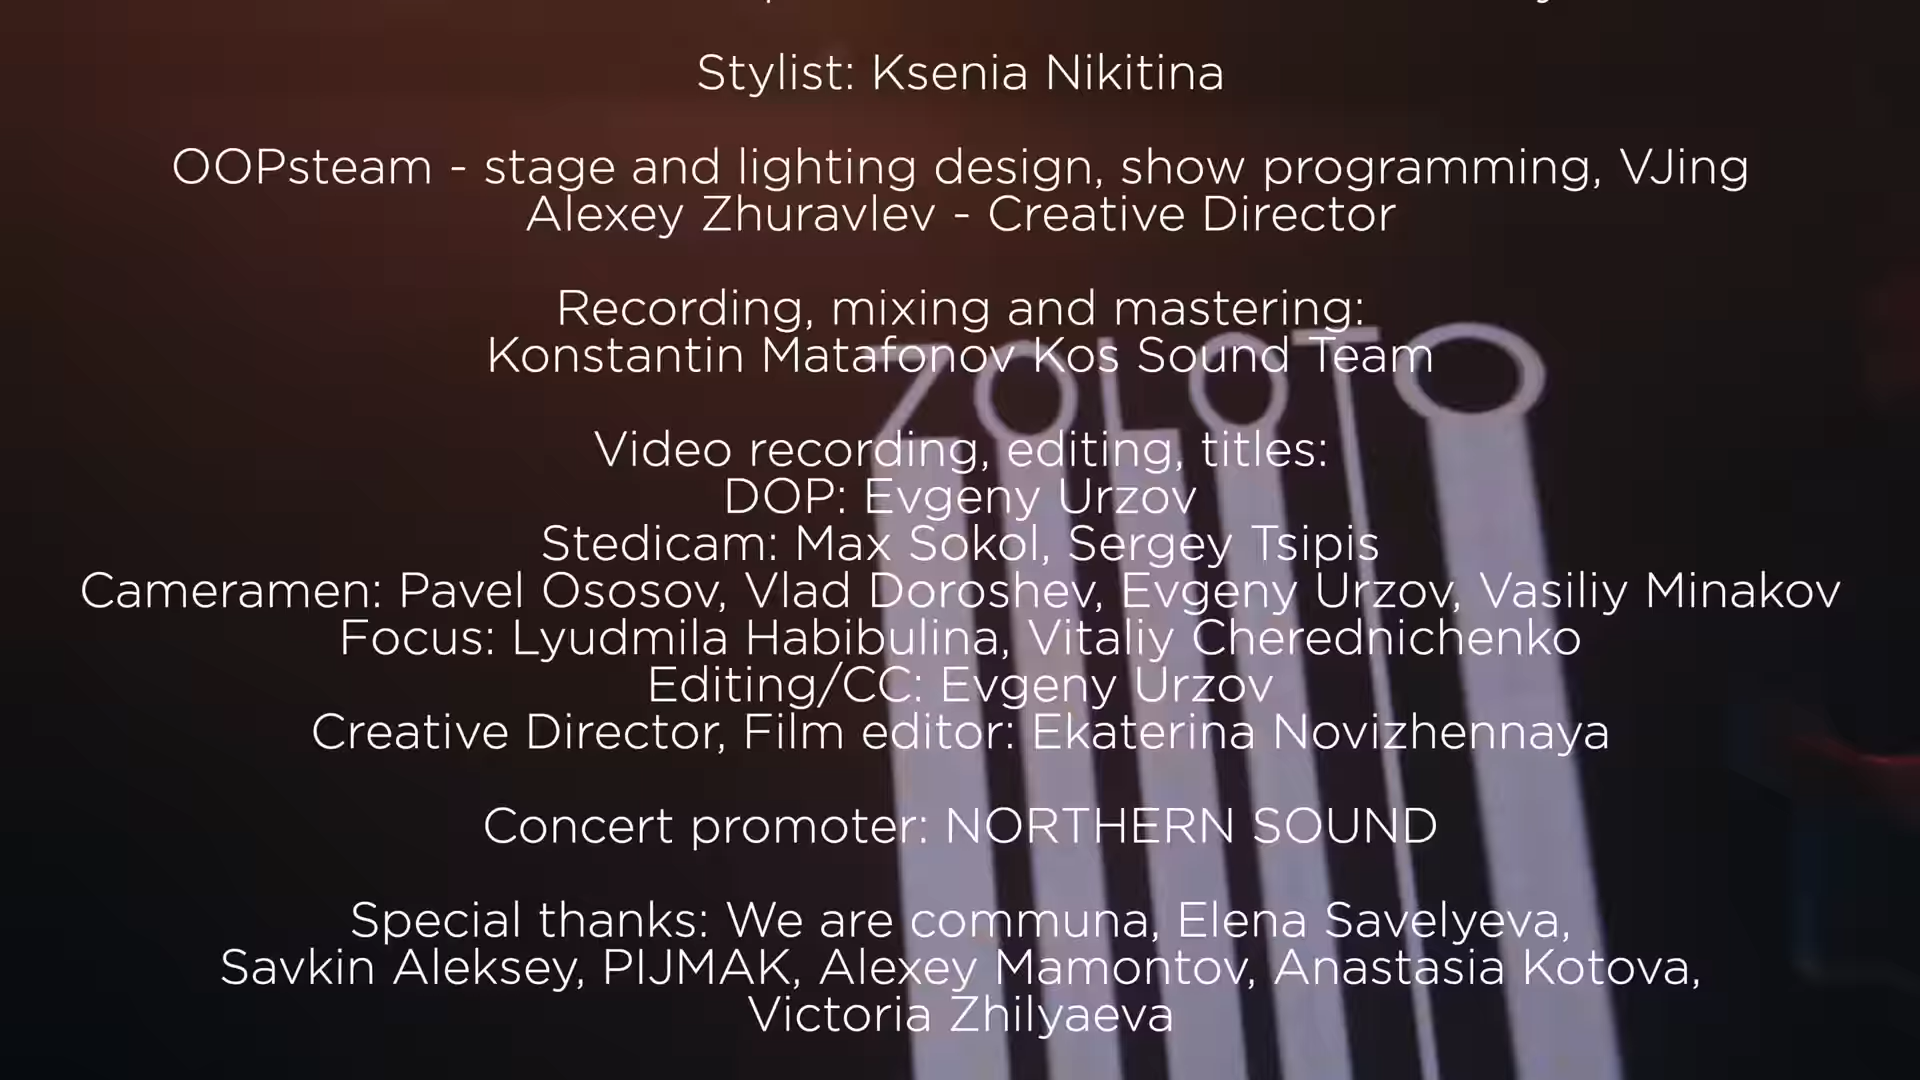 Stylist: Ksenia Nikitina
OOPsteam - stage and lighting design, show programming, VJing
Alexey Zhuravlev - Creative Director
Recording, mixing and mastering:
Konstantin Matafonov Kos Sound Team
ZOLOTO
Video recording, editing, titles:
DOP: Evgeny Urzov
Stedicam: Max Sokol, Sergey Tsipis
Cameramen: Pavel Ososov, Vlad Doroshev, Evgeny Urzov, Vasiliy Minakov
Focus: Lyudmila Habibulina, Vitaliy Cherednichenko
Editing/CC: Evgeny Urzov
Creative Director, Film editor: Ekaterina Novizhennaya
Concert promoter: NORTHERN SOUND
Special thanks: We are communa, Elena Savelyeva,
Savkin Aleksey, PIJMAK, Alexey Mamontov, Anastasia Kotova,
Victoria Zhilyaeva